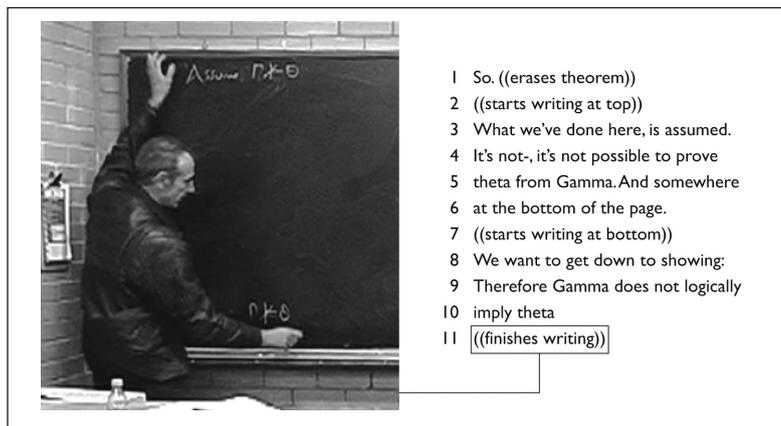 Assume Γ ⊬ Θ
Γ ⊭ Θ
1 So. ((erases theorem))
2 ((starts writing at top))
3 What we've done here, is assumed.
4 It's not-, it's not possible to prove
5 theta from Gamma. And somewhere
6 at the bottom of the page.
7 ((starts writing at bottom))
8 We want to get down to showing:
9 Therefore Gamma does not logically
10 imply theta
11 ((finishes writing))